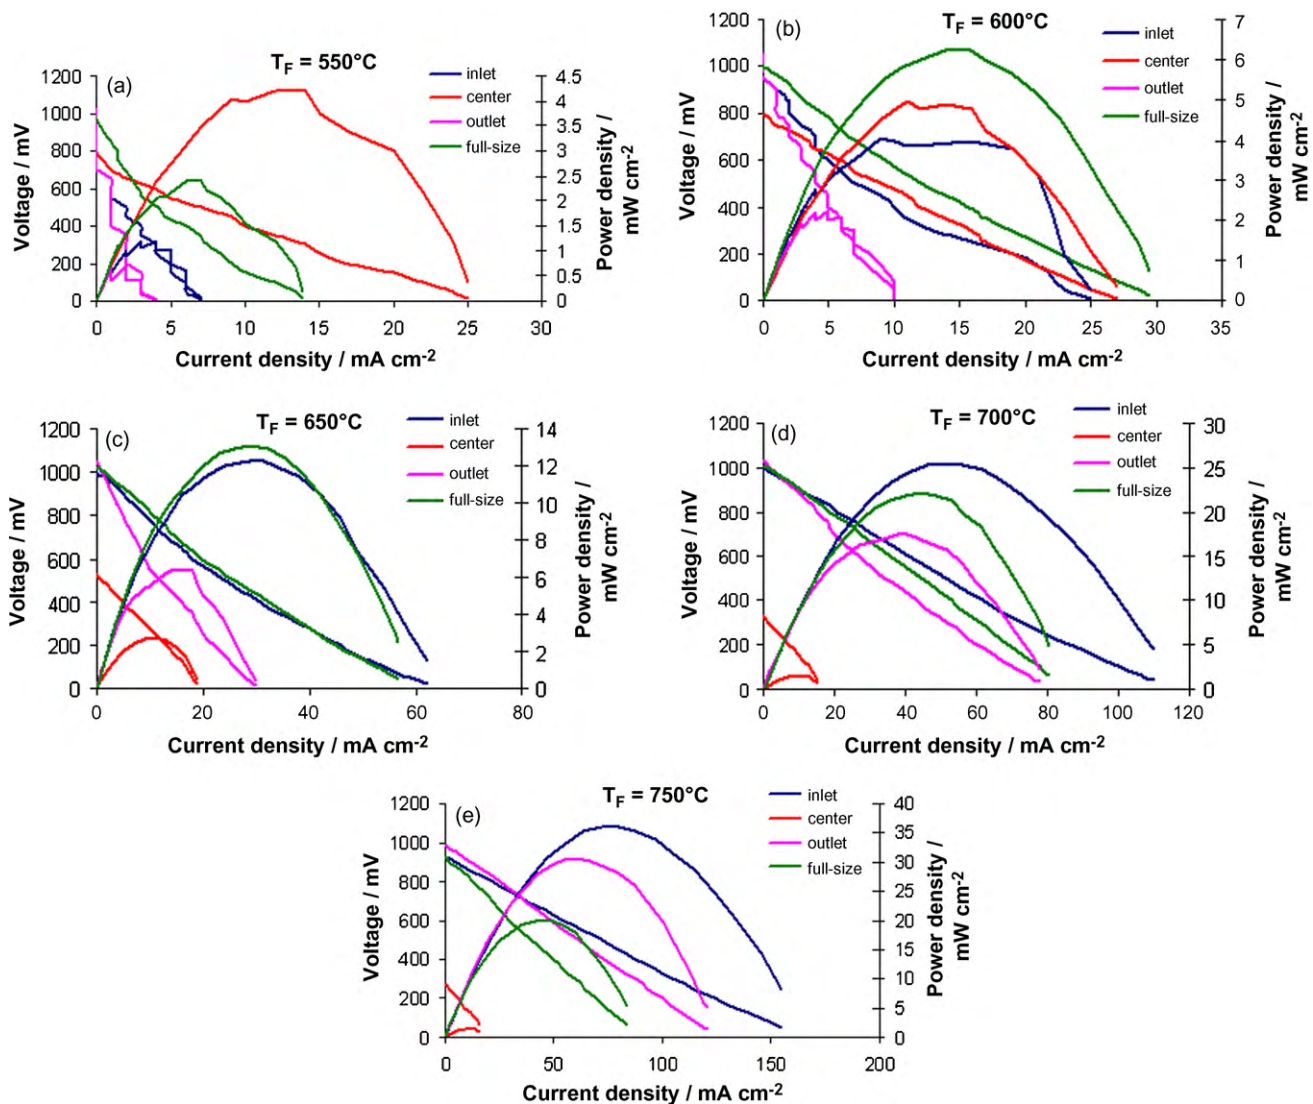 (a)
T_F = 550°C
inlet
center
outlet
full-size
1200
1000
800
600
400
200
0
Voltage / mV
4.5
4
3.5
3
2.5
2
1.5
1
0.5
0
Power density /
mW cm-2
0 5 10 15 20 25 30
Current density / mA cm-2
(b)
T_F = 600°C
inlet
center
outlet
full-size
1200
1000
800
600
400
200
0
Voltage / mV
7
6
5
4
3
2
1
0
Power density /
mW cm-2
0 5 10 15 20 25 30 35
Current density / mA cm-2
(c)
T_F = 650°C
inlet
center
outlet
full-size
1200
1000
800
600
400
200
0
Voltage / mV
14
12
10
8
6
4
2
0
Power density /
mW cm-2
0 20 40 60 80
Current density / mA cm-2
(d)
T_F = 700°C
inlet
center
outlet
full-size
1200
1000
800
600
400
200
0
Voltage / mV
30
25
20
15
10
5
0
Power density /
mW cm-2
0 20 40 60 80 100 120
Current density / mA cm-2
(e)
T_F = 750°C
inlet
center
outlet
full-size
1200
1000
800
600
400
200
0
Voltage / mV
40
35
30
25
20
15
10
5
0
Power density /
mW cm-2
0 50 100 150 200
Current density / mA cm-2